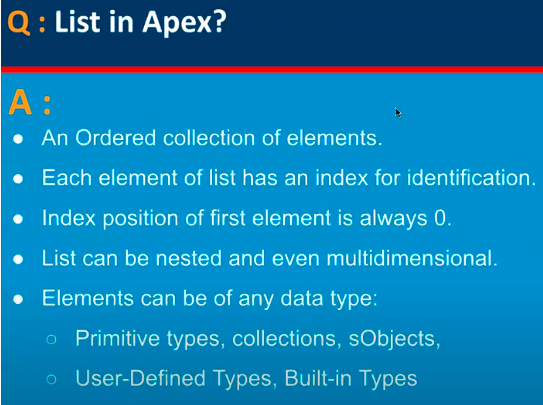 Q : List in Apex?
A :
● An Ordered collection of elements.
● Each element of list has an index for identification.
● Index position of first element is always 0.
● List can be nested and even multidimensional.
● Elements can be of any data type:
○ Primitive types, collections, sObjects,
○ User-Defined Types, Built-in Types